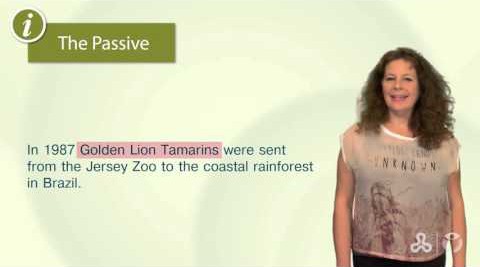 The Passive
In 1987 Golden Lion Tamarins were sent
from the Jersey Zoo to the coastal rainforest
in Brazil.
UNKNOWN